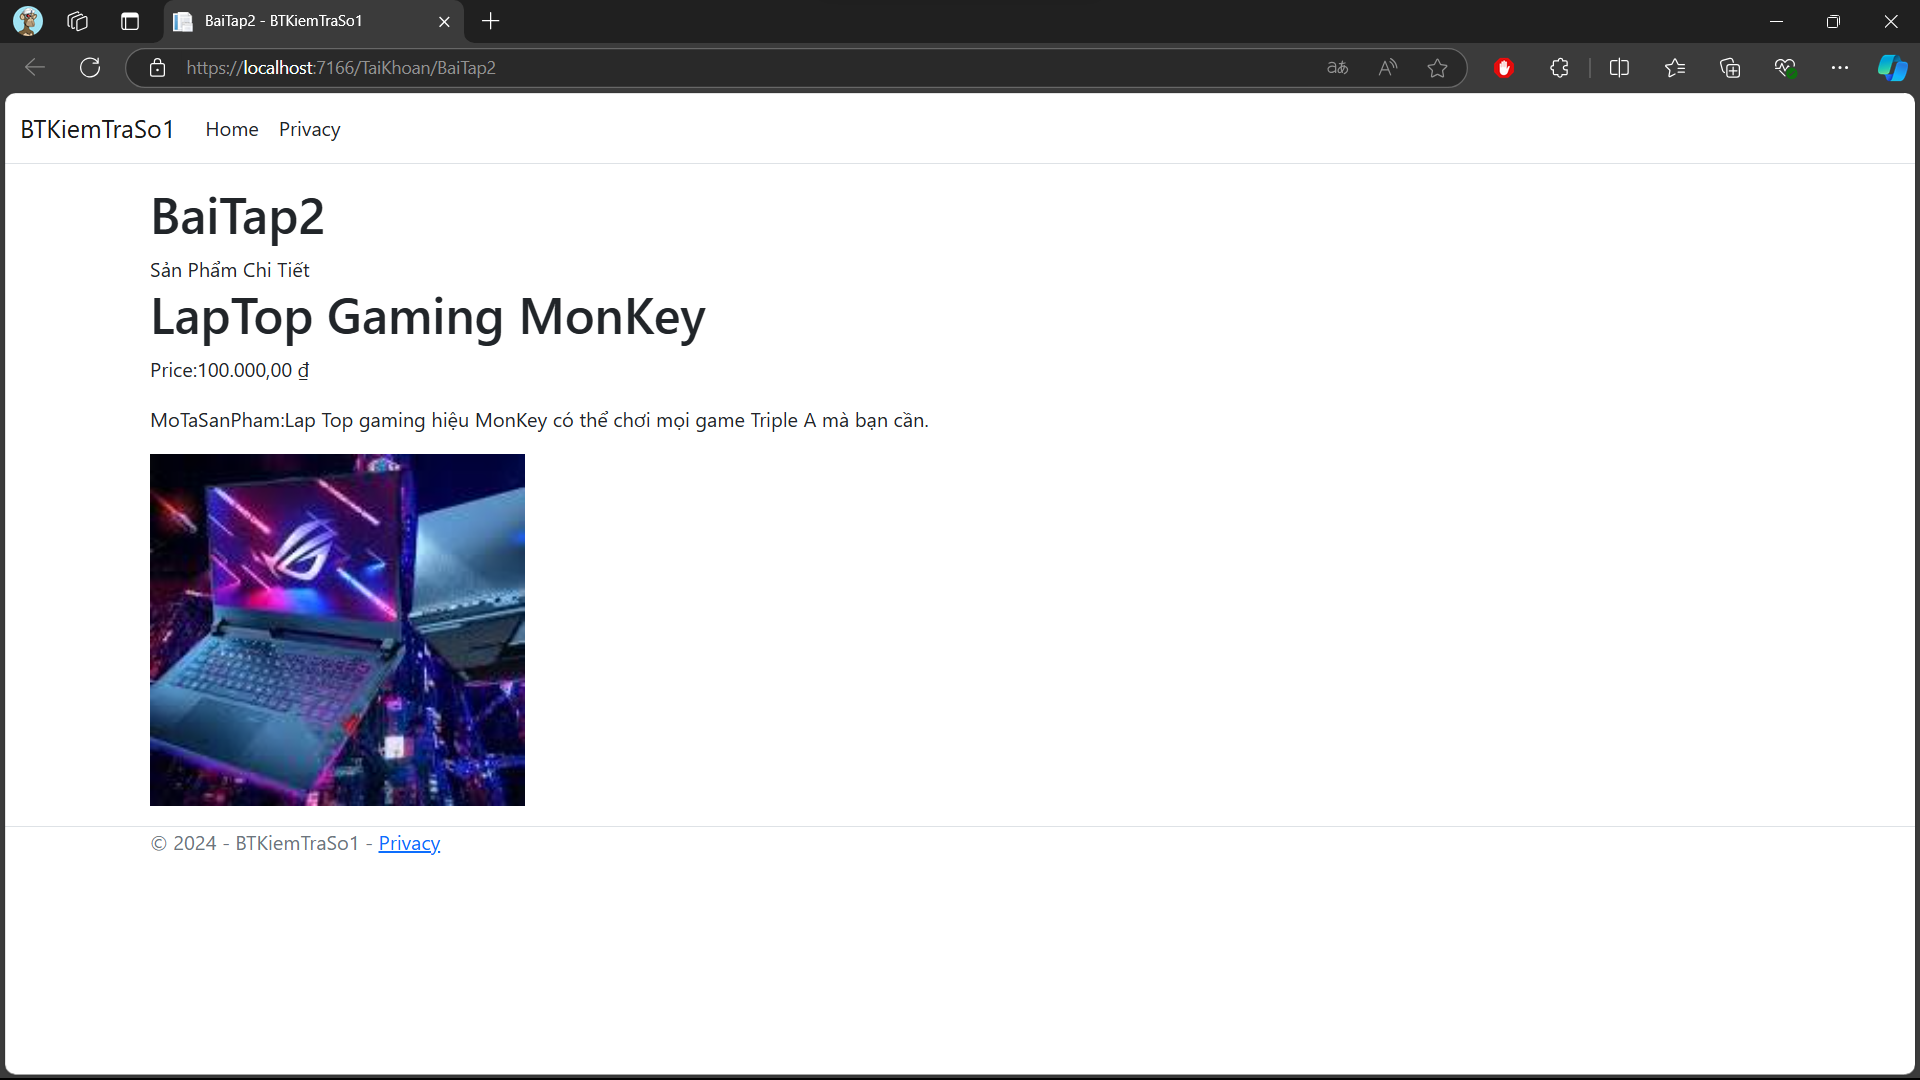 BaiTap2 - BTKiemTraSo1
https://localhost:7166/TaiKhoan/BaiTap2
BTKiemTraSo1 Home Privacy
BaiTap2
Sản Phẩm Chi Tiết
LapTop Gaming MonKey
Price:100.000,00 ₫
MoTaSanPham:Lap Top gaming hiệu MonKey có thể chơi mọi game Triple A mà bạn cần.
© 2024 - BTKiemTraSo1 - Privacy